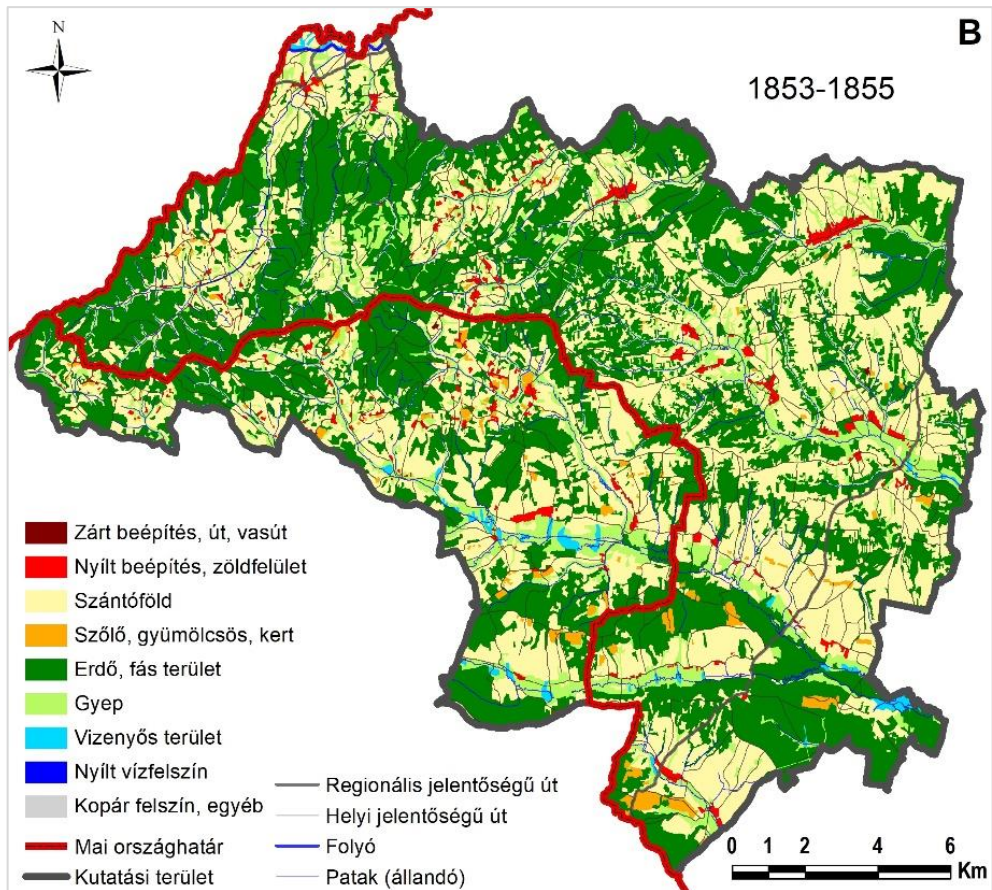 N
B
1853-1855
Zárt beépítés, út, vasút
Nyílt beépítés, zöldfelület
Szántóföld
Szőlő, gyümölcsös, kert
Erdő, fás terület
Gyep
Vizenyős terület
Nyílt vízfelszín
Kopár felszín, egyéb
Mai országhatár
Kutatási terület
Regionális jelentőségű út
Helyi jelentőségű út
Folyó
Patak (állandó)
0 1 2 4 6
Km